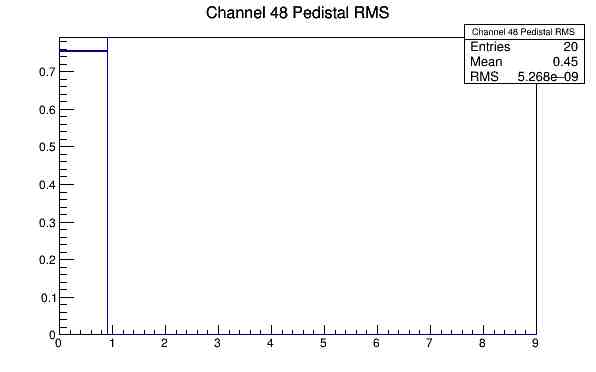 Channel 48 Pedistal RMS
Channel 48 Pedistal RMS
Entries 20
Mean 0.45
RMS 5.268e-09
0.7
0.6
0.5
0.4
0.3
0.2
0.1
0
0 1 2 3 4 5 6 7 8 9